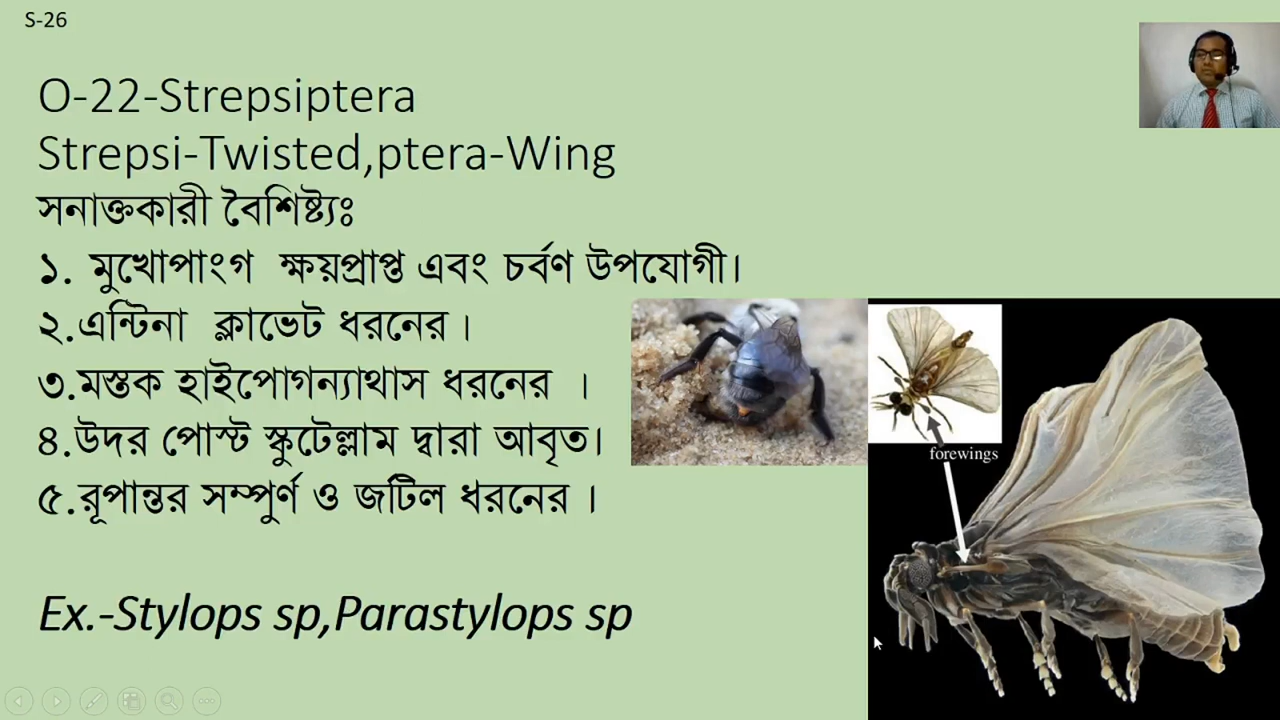 S-26
O-22-Strepsiptera
Strepsi-Twisted,ptera-Wing
সনাক্তকারী বৈশিষ্ট্যঃ
১. মুখোপাংগ ক্ষয়প্রাপ্ত এবং চর্বণ উপযোগী।
২.এন্টিনা ক্লাভেট ধরনের।
৩.মস্তক হাইপোগন্যাথাস ধরনের ।
৪.উদর পোস্ট স্কুটেল্লাম দ্বারা আবৃত।
৫.রূপান্তর সম্পুর্ণ ও জটিল ধরনের ।
forewings
Ex.-Stylops sp,Parastylops sp